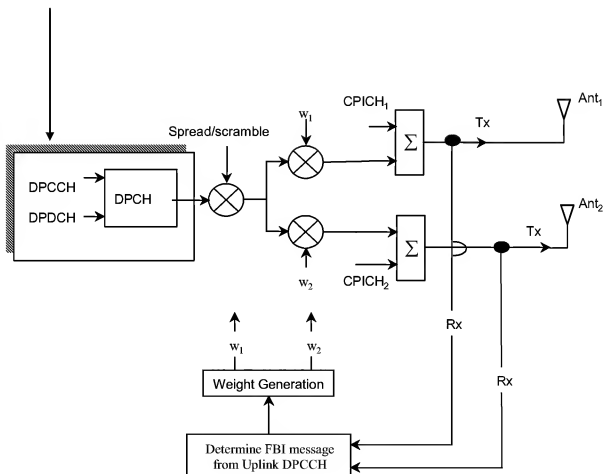 Ant1
CPICH1
Tx
w1
Spread/scramble
Σ
DPCCH
DPCH
DPDCH
Ant2
Tx
Σ
w2
CPICH2
Rx
w1
w2
Rx
Weight Generation
Determine FBI message
from Uplink DPCCH